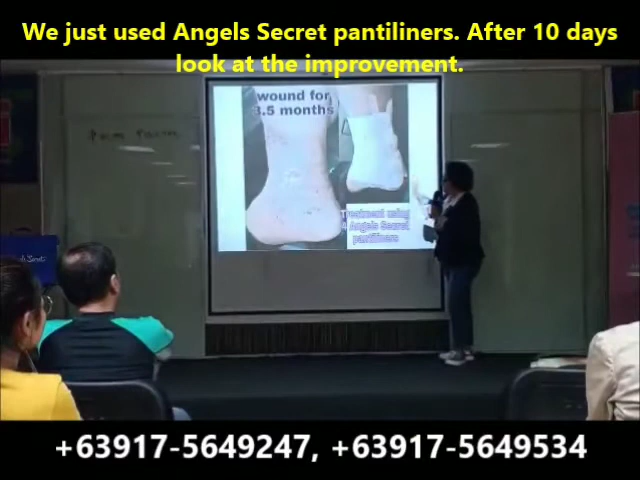 We just used Angels Secret pantiliners. After 10 days
look at the improvement.
wound for
3.5 months
Treatment using
Angels Secret
pantiliners
+63917-5649247, +63917-5649534